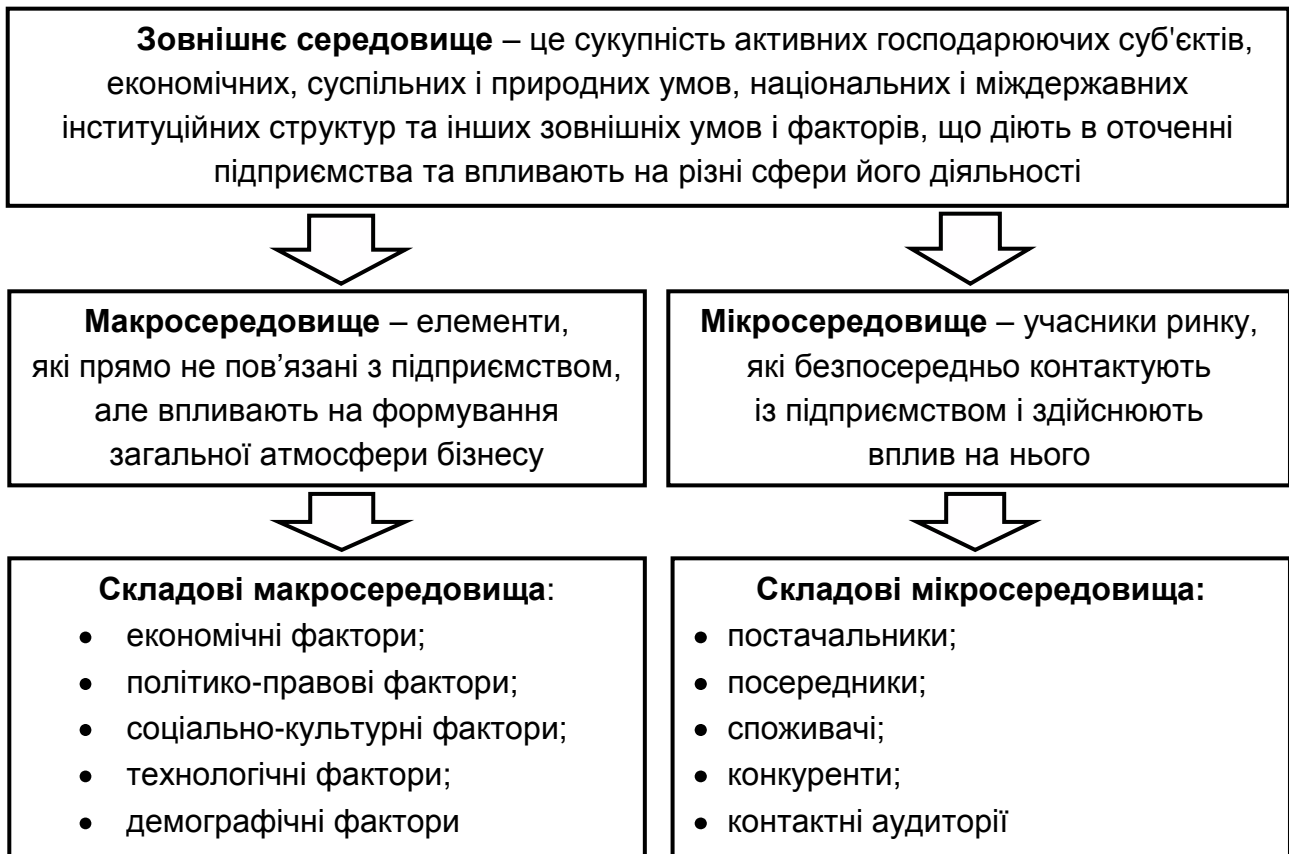 Зовнішнє середовище – це сукупність активних господарюючих суб'єктів,
економічних, суспільних і природних умов, національних і міждержавних
інституційних структур та інших зовнішніх умов і факторів, що діють в оточенні
підприємства та впливають на різні сфери його діяльності
Макросередовище – елементи,
які прямо не пов’язані з підприємством,
але впливають на формування
загальної атмосфери бізнесу
Мікросередовище – учасники ринку,
які безпосередньо контактують
із підприємством і здійснюють
вплив на нього
Складові макросередовища:
• економічні фактори;
• політико-правові фактори;
• соціально-культурні фактори;
• технологічні фактори;
• демографічні фактори
Складові мікросередовища:
• постачальники;
• посередники;
• споживачі;
• конкуренти;
• контактні аудиторії